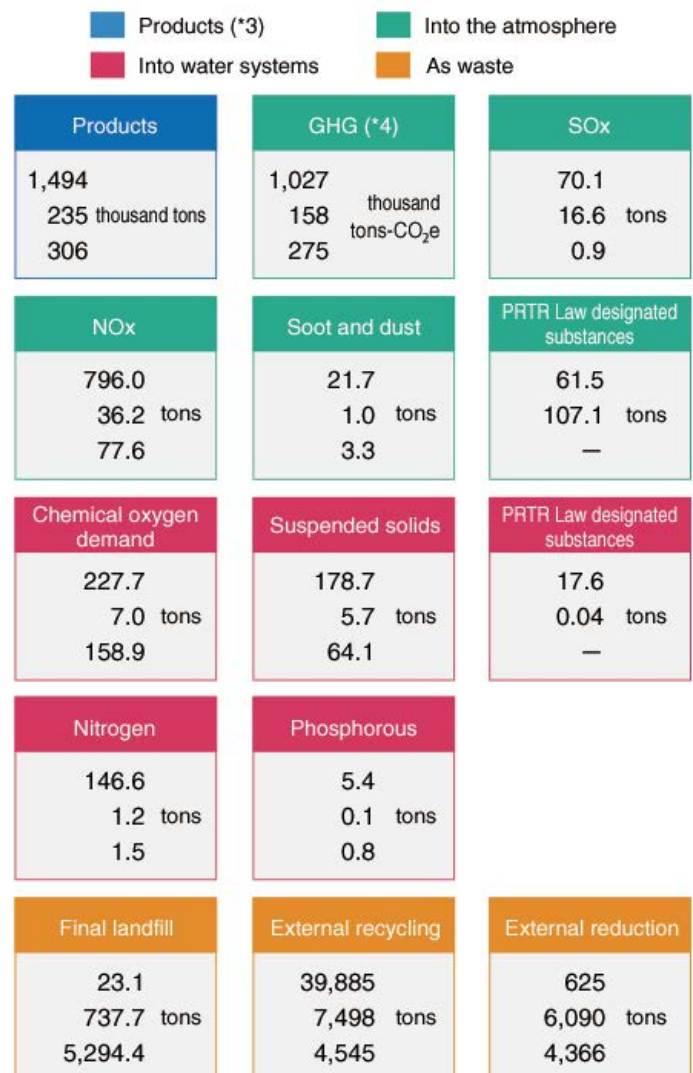 Products (*3) Into the atmosphere
Into water systems As waste
Products
1,494
235 thousand tons
306
GHG (*4)
1,027
158
275
thousand
tons-CO₂e
SOx
70.1
16.6 tons
0.9
NOx
796.0
36.2 tons
77.6
Soot and dust
21.7
1.0 tons
3.3
PRTR Law designated
substances
61.5
107.1 tons
—
Chemical oxygen
demand
227.7
7.0 tons
158.9
Suspended solids
178.7
5.7 tons
64.1
PRTR Law designated
substances
17.6
0.04 tons
—
Nitrogen
146.6
1.2 tons
1.5
Phosphorous
5.4
0.1 tons
0.8
Final landfill
23.1
737.7 tons
5,294.4
External recycling
39,885
7,498 tons
4,545
External reduction
625
6,090 tons
4,366